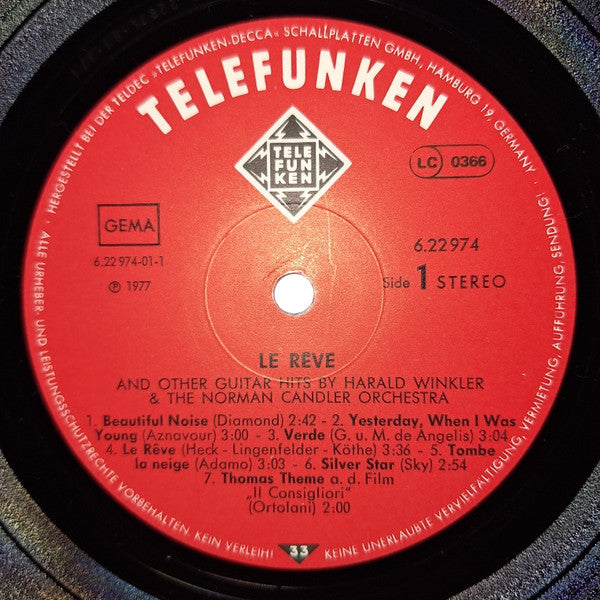 HERGESTELLT BEI DER TELDEC »TELEFUNKEN-DECCA« SCHALLPLATTEN GMBH, HAMBURG 19, GERMANY
TELEFUNKEN
TELE
FUN
KEN
LC 0366
GEMA
6.22974-01-1
℗ 1977
6.22974
Side 1 STEREO
LE RÊVE
AND OTHER GUITAR HITS BY HARALD WINKLER
& THE NORMAN CANDLER ORCHESTRA
1. Beautiful Noise (Diamond) 2:42 - 2. Yesterday, When I Was
Young (Aznavour) 3:00 - 3. Verde (G. u. M. de Angelis) 3:04
4. Le Rêve (Heck - Lingenfelder - Köthe) 3:36 - 5. Tombe
la neige (Adamo) 3:03 - 6. Silver Star (Sky) 2:54
7. Thomas Theme a. d. Film
„Il Consigliori"
(Ortolani) 2:00
33
ALLE URHEBER- UND LEISTUNGSSCHUTZRECHTE VORBEHALTEN KEIN VERLEIH! KEINE UNERLAUBTE VERVIELFÄLTIGUNG, VERMIETUNG, AUFFÜHRUNG, SENDUNG!